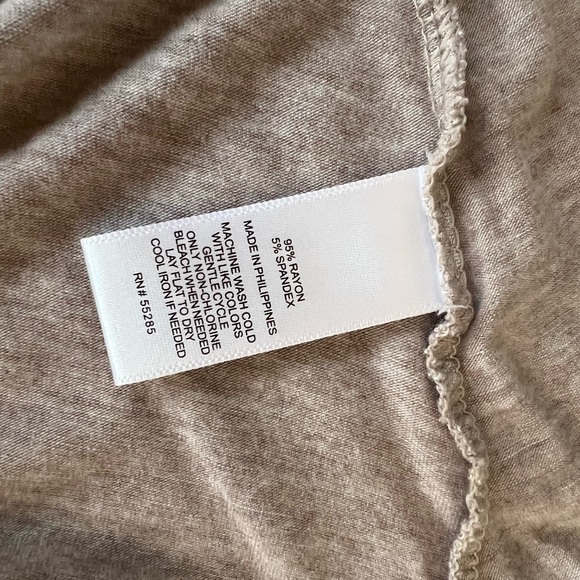 95% RAYON
5% SPANDEX
MADE IN PHILIPPINES
MACHINE WASH COLD
WITH LIKE COLORS
GENTLE CYCLE
ONLY NON-CHLORINE
BLEACH WHEN NEEDED
LAY FLAT TO DRY
COOL IRON IF NEEDED
RN# 55285